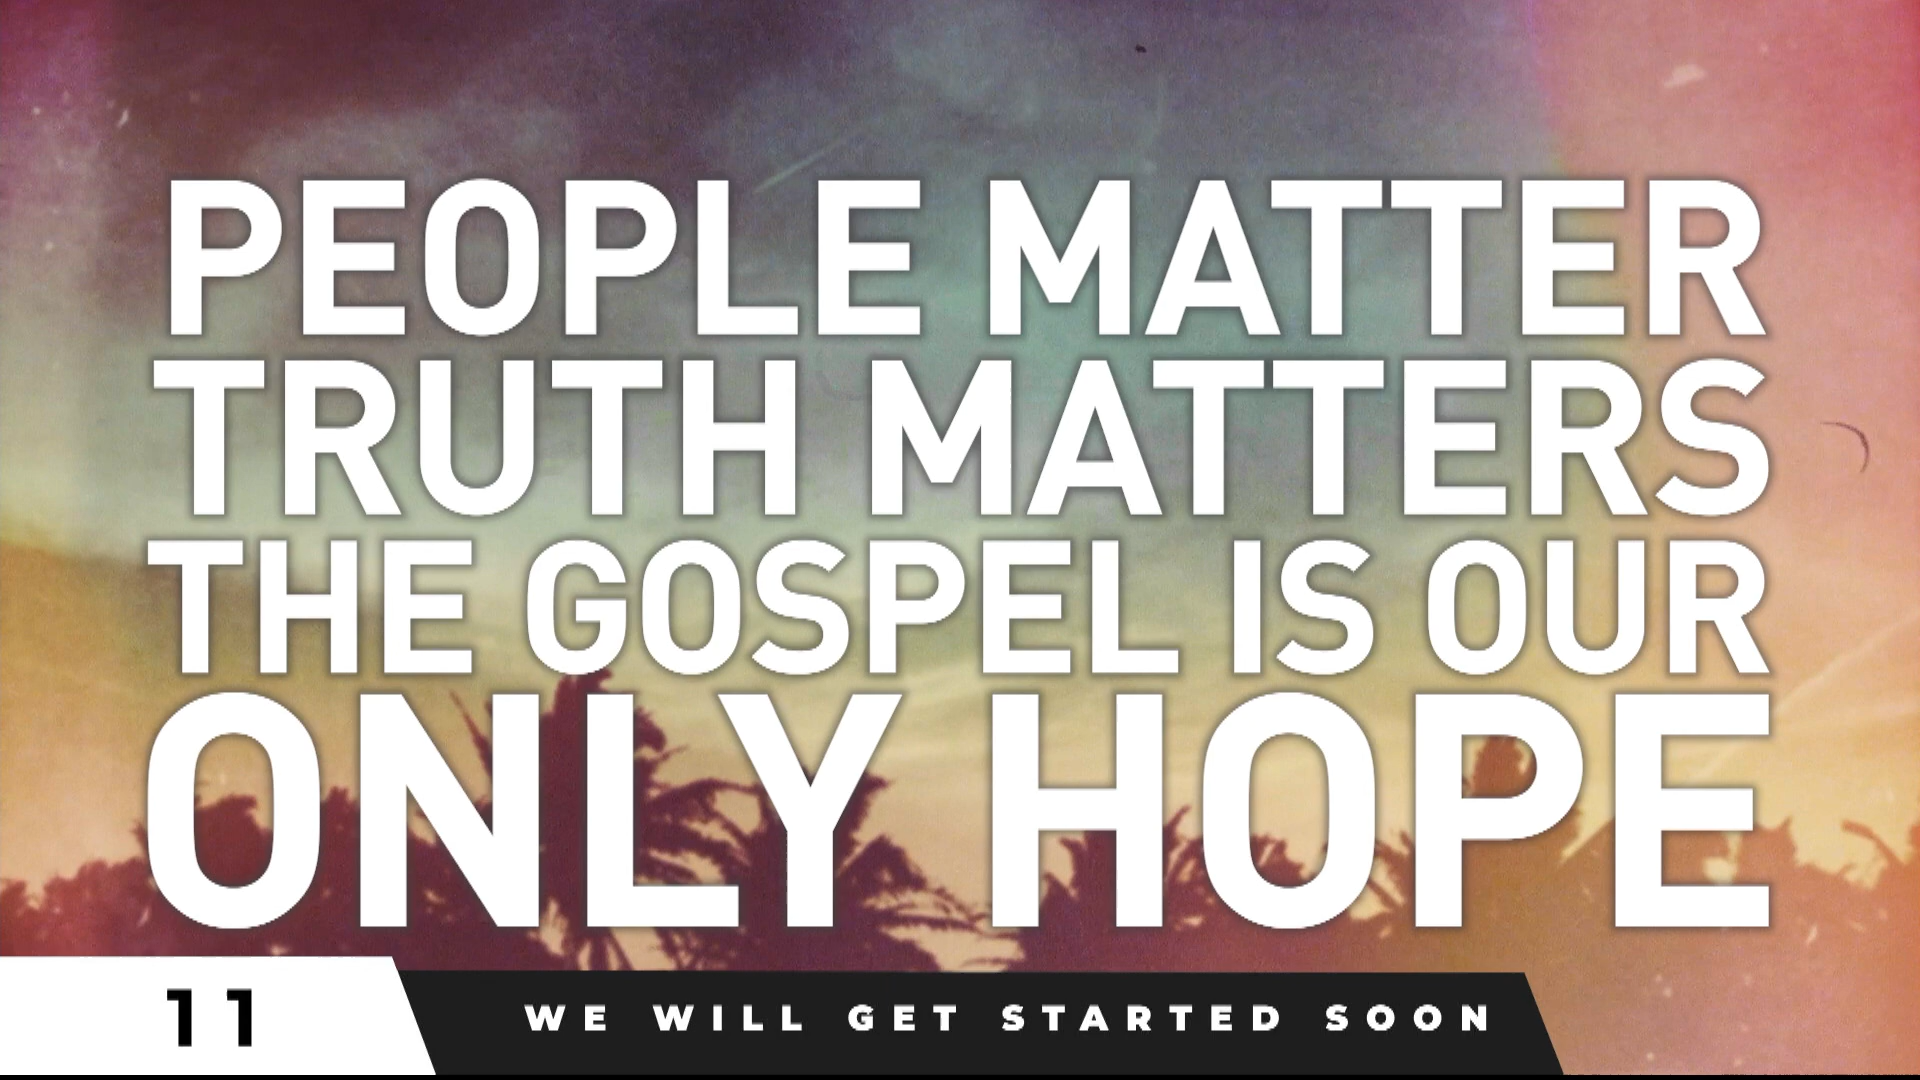 PEOPLE MATTER
TRUTH MATTERS
THE GOSPEL IS OUR
ONLY HOPE
11
WE WILL GET STARTED SOON